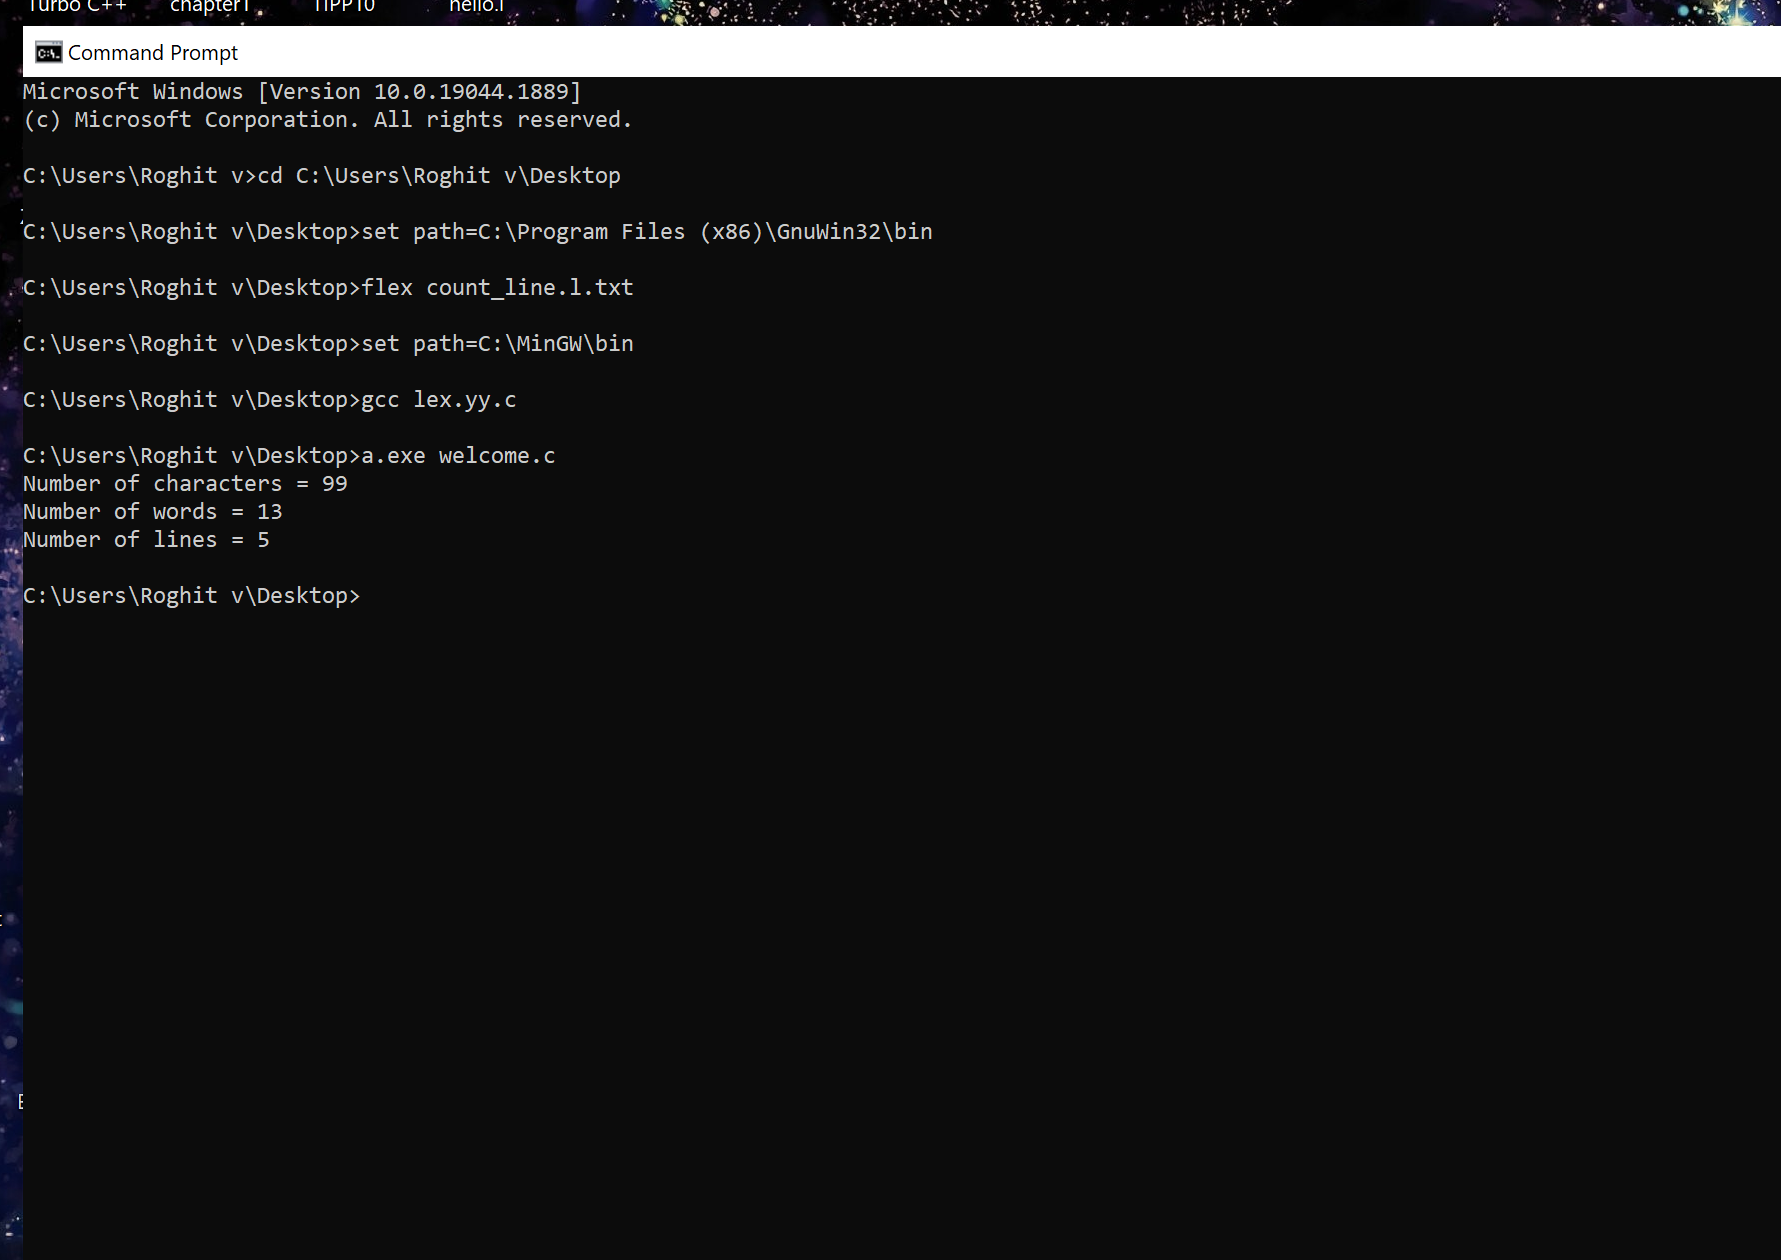 Turbo C++ chapter1 TIPP10 hello.l
Command Prompt
Microsoft Windows [Version 10.0.19044.1889]
(c) Microsoft Corporation. All rights reserved.
C:\Users\Roghit v>cd C:\Users\Roghit v\Desktop
C:\Users\Roghit v\Desktop>set path=C:\Program Files (x86)\GnuWin32\bin
C:\Users\Roghit v\Desktop>flex count_line.l.txt
C:\Users\Roghit v\Desktop>set path=C:\MinGW\bin
C:\Users\Roghit v\Desktop>gcc lex.yy.c
C:\Users\Roghit v\Desktop>a.exe welcome.c
Number of characters = 99
Number of words = 13
Number of lines = 5
C:\Users\Roghit v\Desktop>